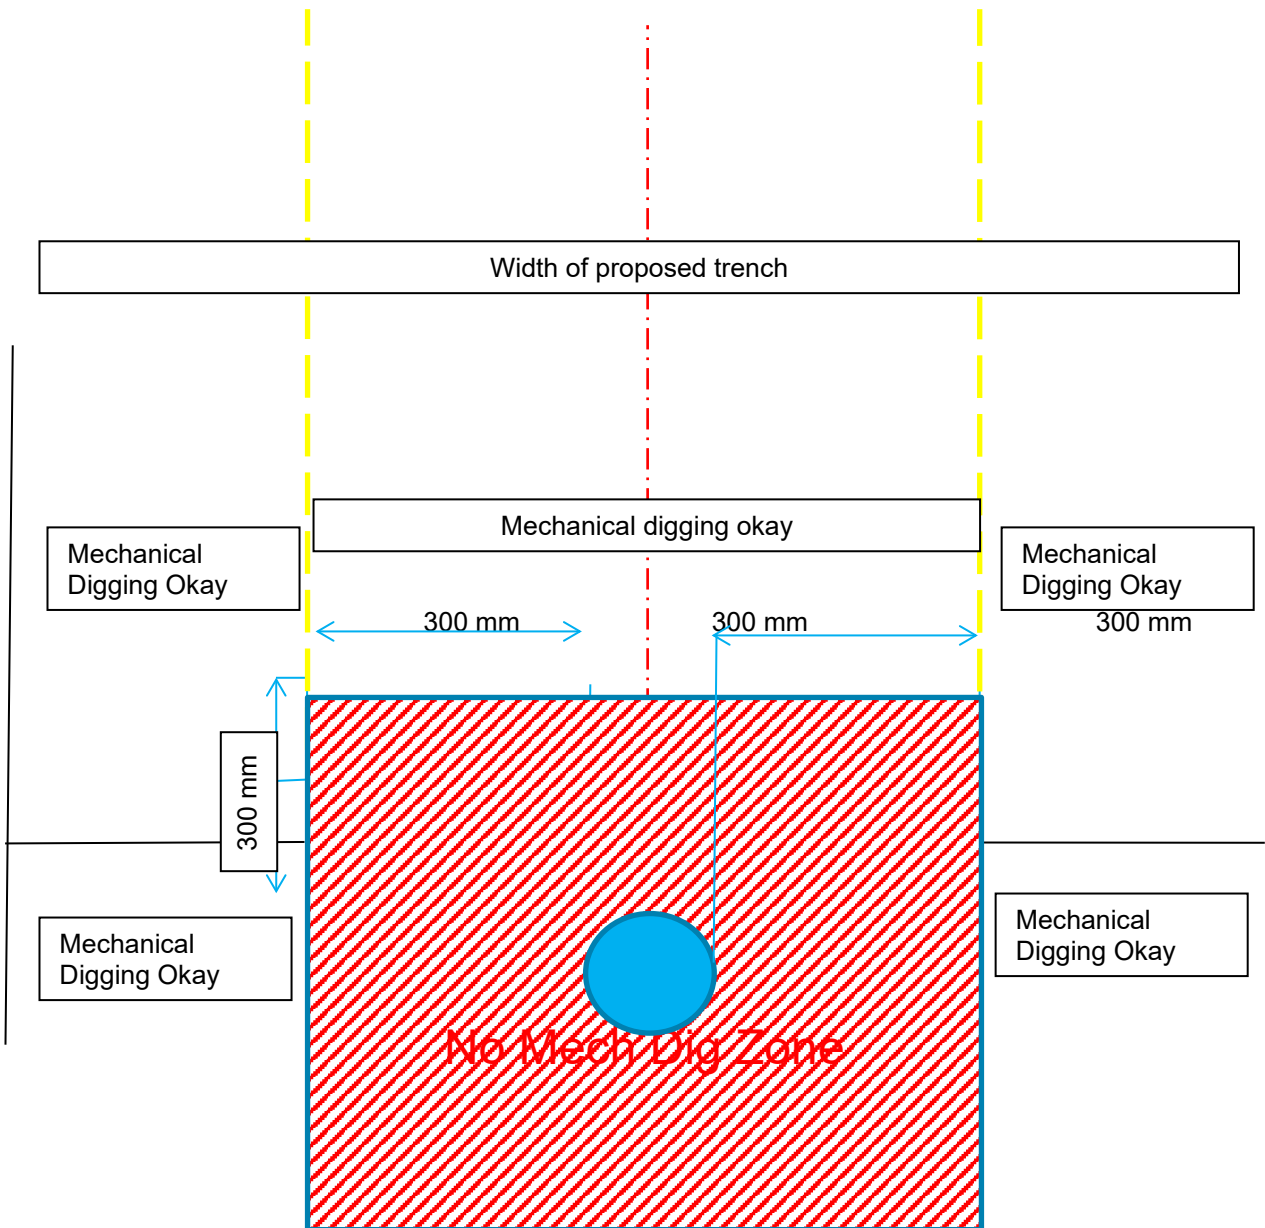 Width of proposed trench
Mechanical digging okay
Mechanical
Digging Okay
Mechanical
Digging Okay
300 mm
300 mm
300 mm
300 mm
Mechanical
Digging Okay
Mechanical
Digging Okay
No Mech Dig Zone